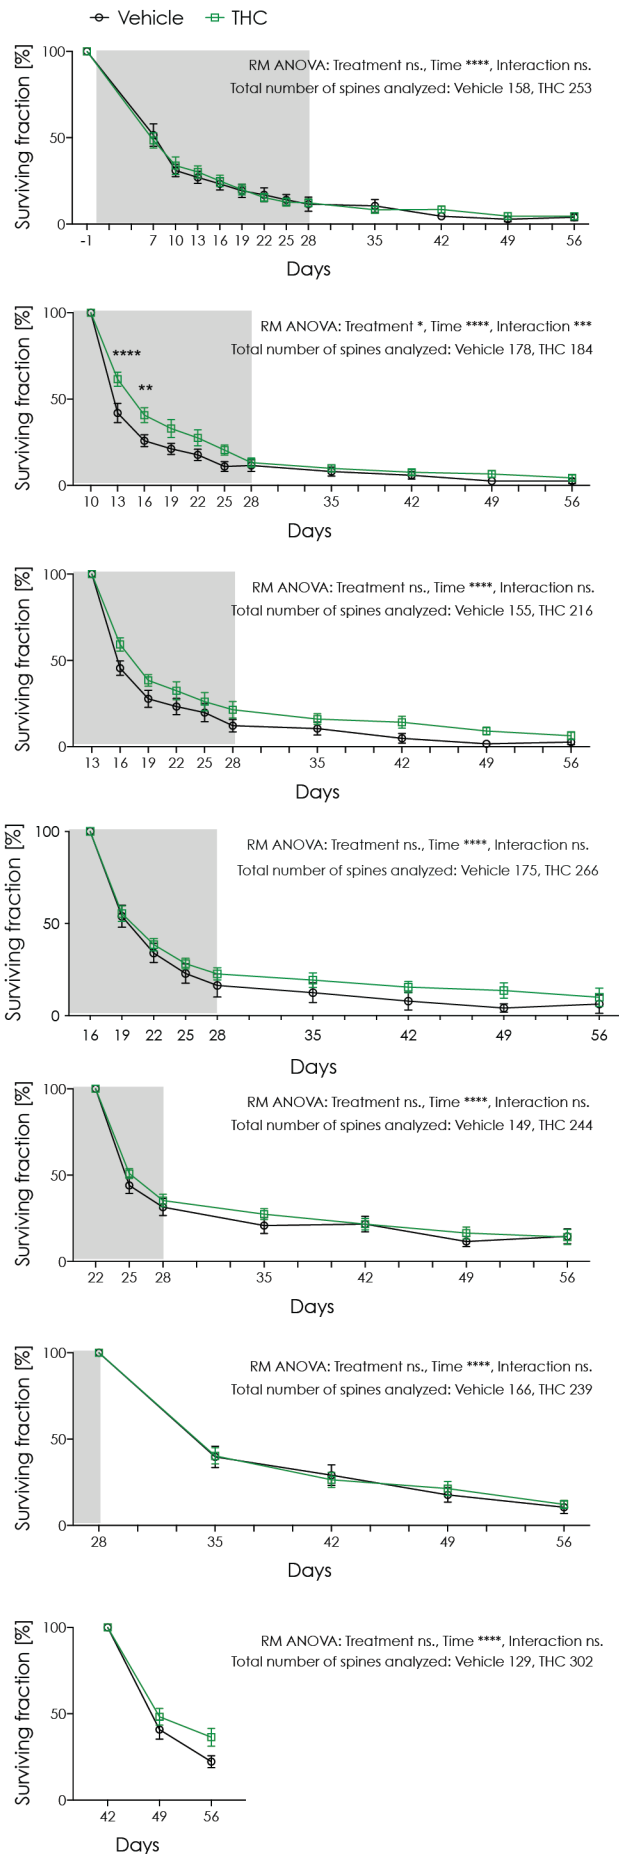 Vehicle THC
Surviving fraction [%]
100
50
0
RM ANOVA: Treatment ns., Time ****, Interaction ns.
Total number of spines analyzed: Vehicle 158, THC 253
-1 7 10 13 16 19 22 25 28 35 42 49 56
Days
Surviving fraction [%]
100
50
0
RM ANOVA: Treatment *, Time ****, Interaction ***
Total number of spines analyzed: Vehicle 178, THC 184
****
**
10 13 16 19 22 25 28 35 42 49 56
Days
Surviving fraction [%]
100
50
0
RM ANOVA: Treatment ns., Time ****, Interaction ns.
Total number of spines analyzed: Vehicle 155, THC 216
13 16 19 22 25 28 35 42 49 56
Days
Surviving fraction [%]
100
50
0
RM ANOVA: Treatment ns., Time ****, Interaction ns.
Total number of spines analyzed: Vehicle 175, THC 266
16 19 22 25 28 35 42 49 56
Days
Surviving fraction [%]
100
50
0
RM ANOVA: Treatment ns., Time ****, Interaction ns.
Total number of spines analyzed: Vehicle 149, THC 244
22 25 28 35 42 49 56
Days
Surviving fraction [%]
100
50
0
RM ANOVA: Treatment ns., Time ****, Interaction ns.
Total number of spines analyzed: Vehicle 166, THC 239
28 35 42 49 56
Days
Surviving fraction [%]
100
50
0
RM ANOVA: Treatment ns., Time ****, Interaction ns.
Total number of spines analyzed: Vehicle 129, THC 302
42 49 56
Days